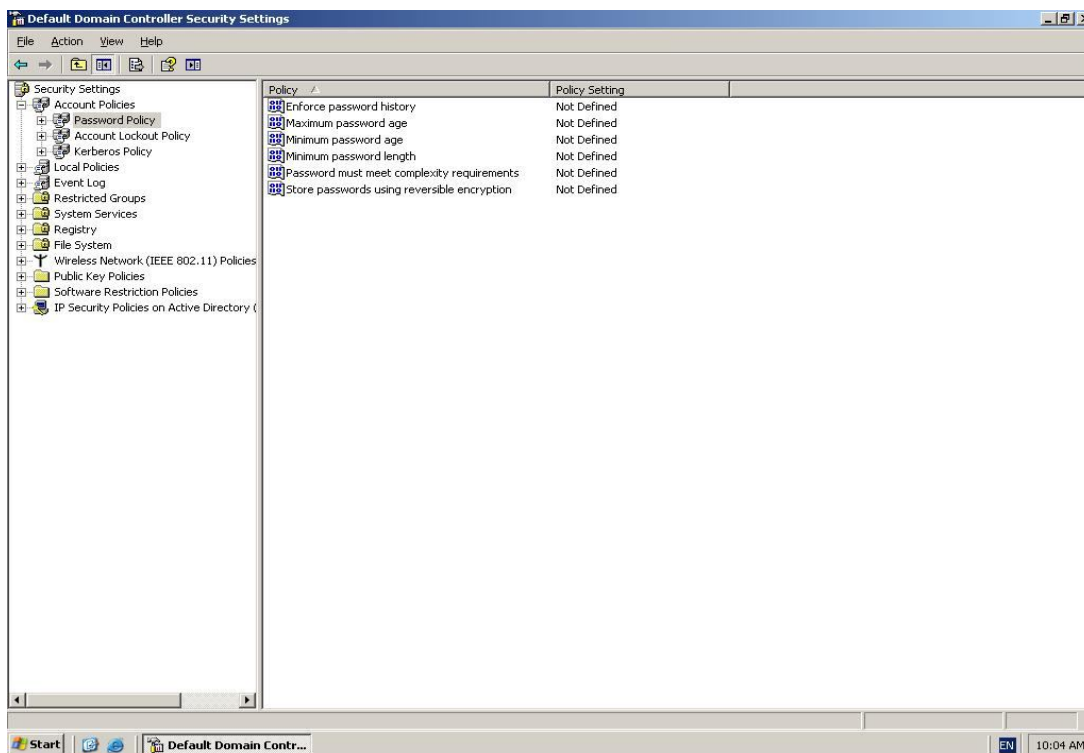 Default Domain Controller Security Settings
File Action View Help
Security Settings
Account Policies
Password Policy
Account Lockout Policy
Kerberos Policy
Local Policies
Event Log
Restricted Groups
System Services
Registry
File System
Wireless Network (IEEE 802.11) Policies
Public Key Policies
Software Restriction Policies
IP Security Policies on Active Directory (
Policy Policy Setting
Enforce password history Not Defined
Maximum password age Not Defined
Minimum password age Not Defined
Minimum password length Not Defined
Password must meet complexity requirements Not Defined
Store passwords using reversible encryption Not Defined
Start Default Domain Contr... EN 10:04 AM